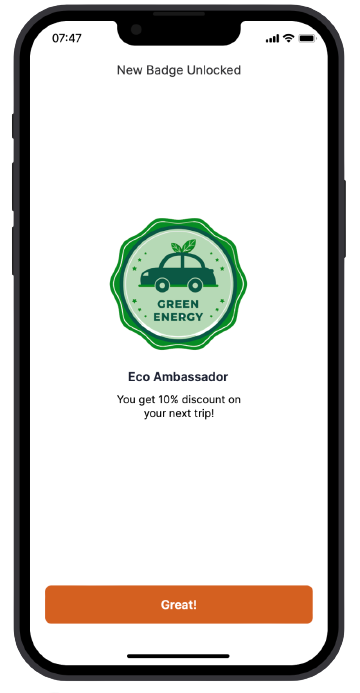 07:47
New Badge Unlocked
GREEN
ENERGY
Eco Ambassador
You get 10% discount on
your next trip!
Great!